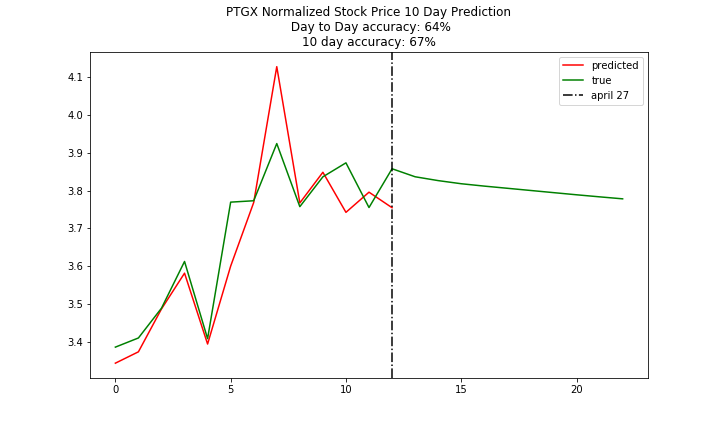 PTGX Normalized Stock Price 10 Day Prediction
Day to Day accuracy: 64%
10 day accuracy: 67%
predicted
true
april 27
4.1
4.0
3.9
3.8
3.7
3.6
3.5
3.4
0 5 10 15 20